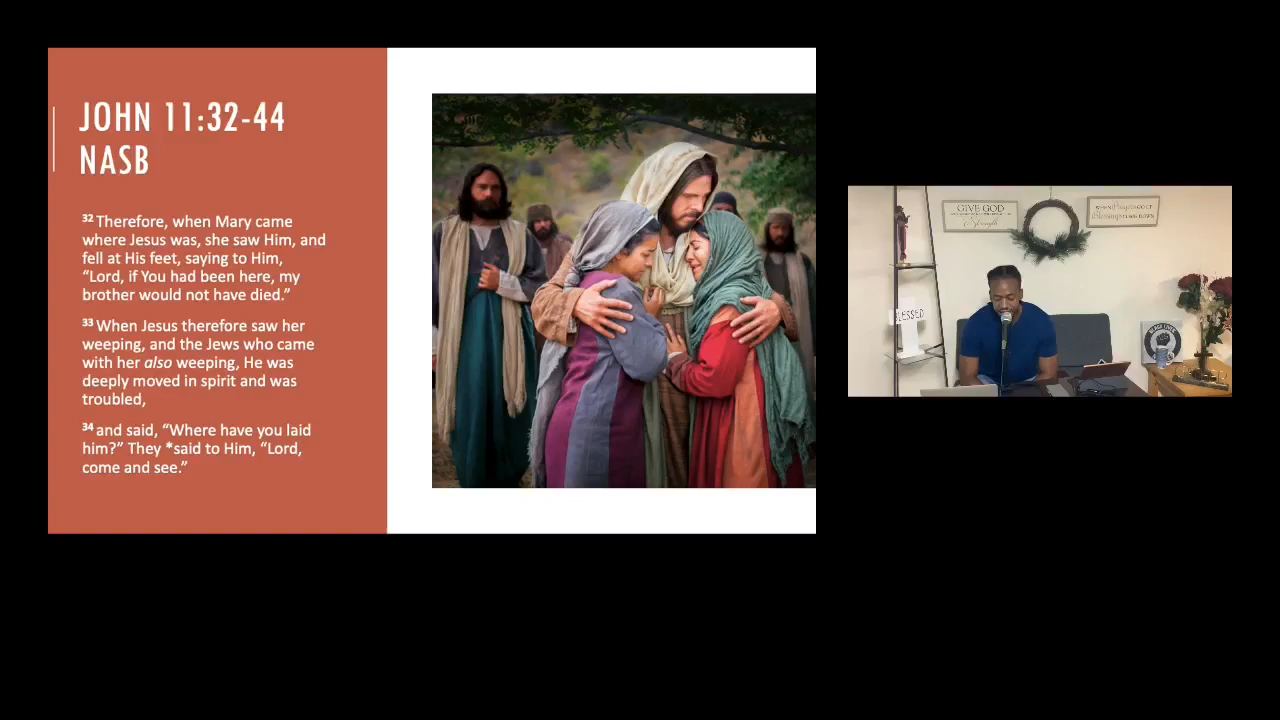 JOHN 11:32-44
NASB
32 Therefore, when Mary came
where Jesus was, she saw Him, and
fell at His feet, saying to Him,
“Lord, if You had been here, my
brother would not have died.”
33 When Jesus therefore saw her
weeping, and the Jews who came
with her also weeping, He was
deeply moved in spirit and was
troubled,
34 and said, “Where have you laid
him?” They *said to Him, “Lord,
come and see.”
GIVE GOD
Strength
BLESSED